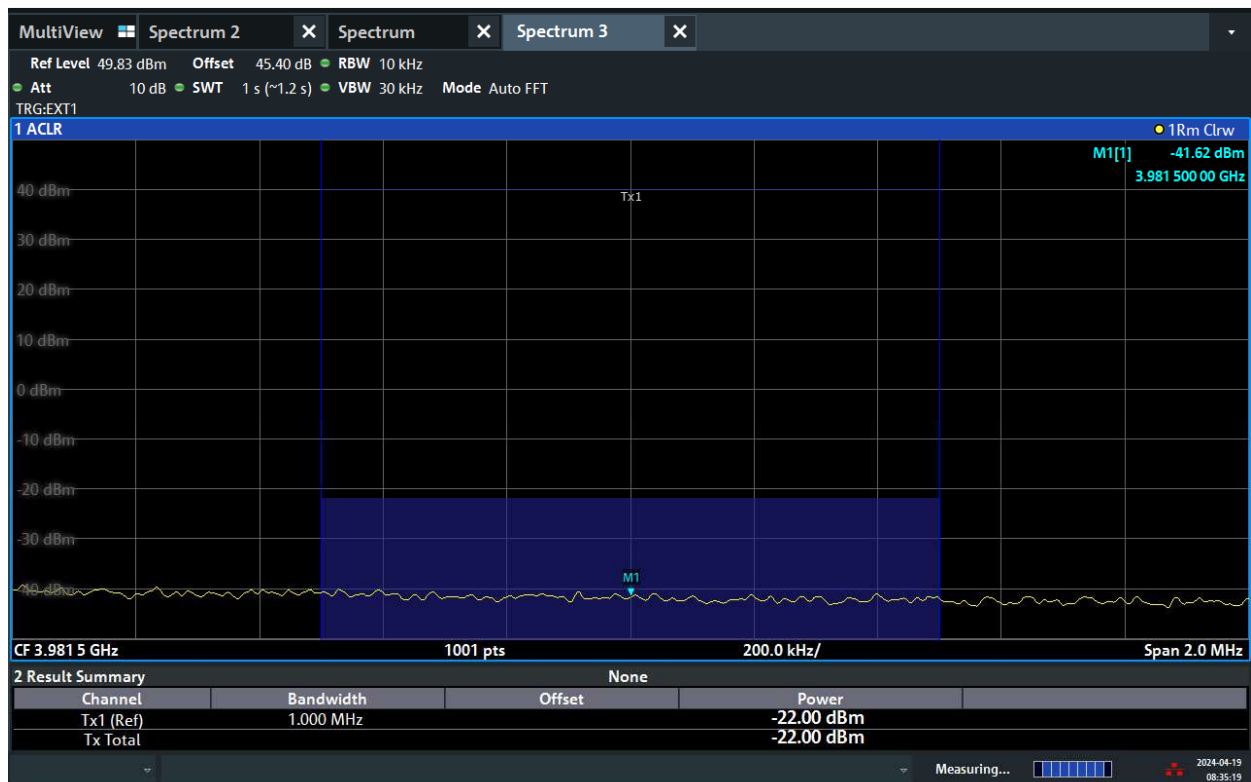 MultiView Spectrum 2 ✕ Spectrum ✕ Spectrum 3 ✕
Ref Level 49.83 dBm Offset 45.40 dB RBW 10 kHz
Att 10 dB SWT 1 s (~1.2 s) VBW 30 kHz Mode Auto FFT
TRG:EXT1
1 ACLR 1Rm Clrw
M1[1] -41.62 dBm
3.981 500 00 GHz
40 dBm
Tx1
30 dBm
20 dBm
10 dBm
0 dBm
-10 dBm
-20 dBm
-30 dBm
M1
-40 dBm
CF 3.981 5 GHz 1001 pts 200.0 kHz/ Span 2.0 MHz
2 Result Summary None
Channel Bandwidth Offset Power
Tx1 (Ref) 1.000 MHz -22.00 dBm
Tx Total -22.00 dBm
Measuring... 2024-04-19
08:35:19